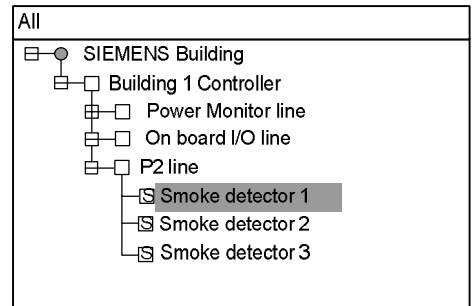 All
SIEMENS Building
Building 1 Controller
Power Monitor line
On board I/O line
P2 line
S Smoke detector 1
S Smoke detector 2
S Smoke detector 3